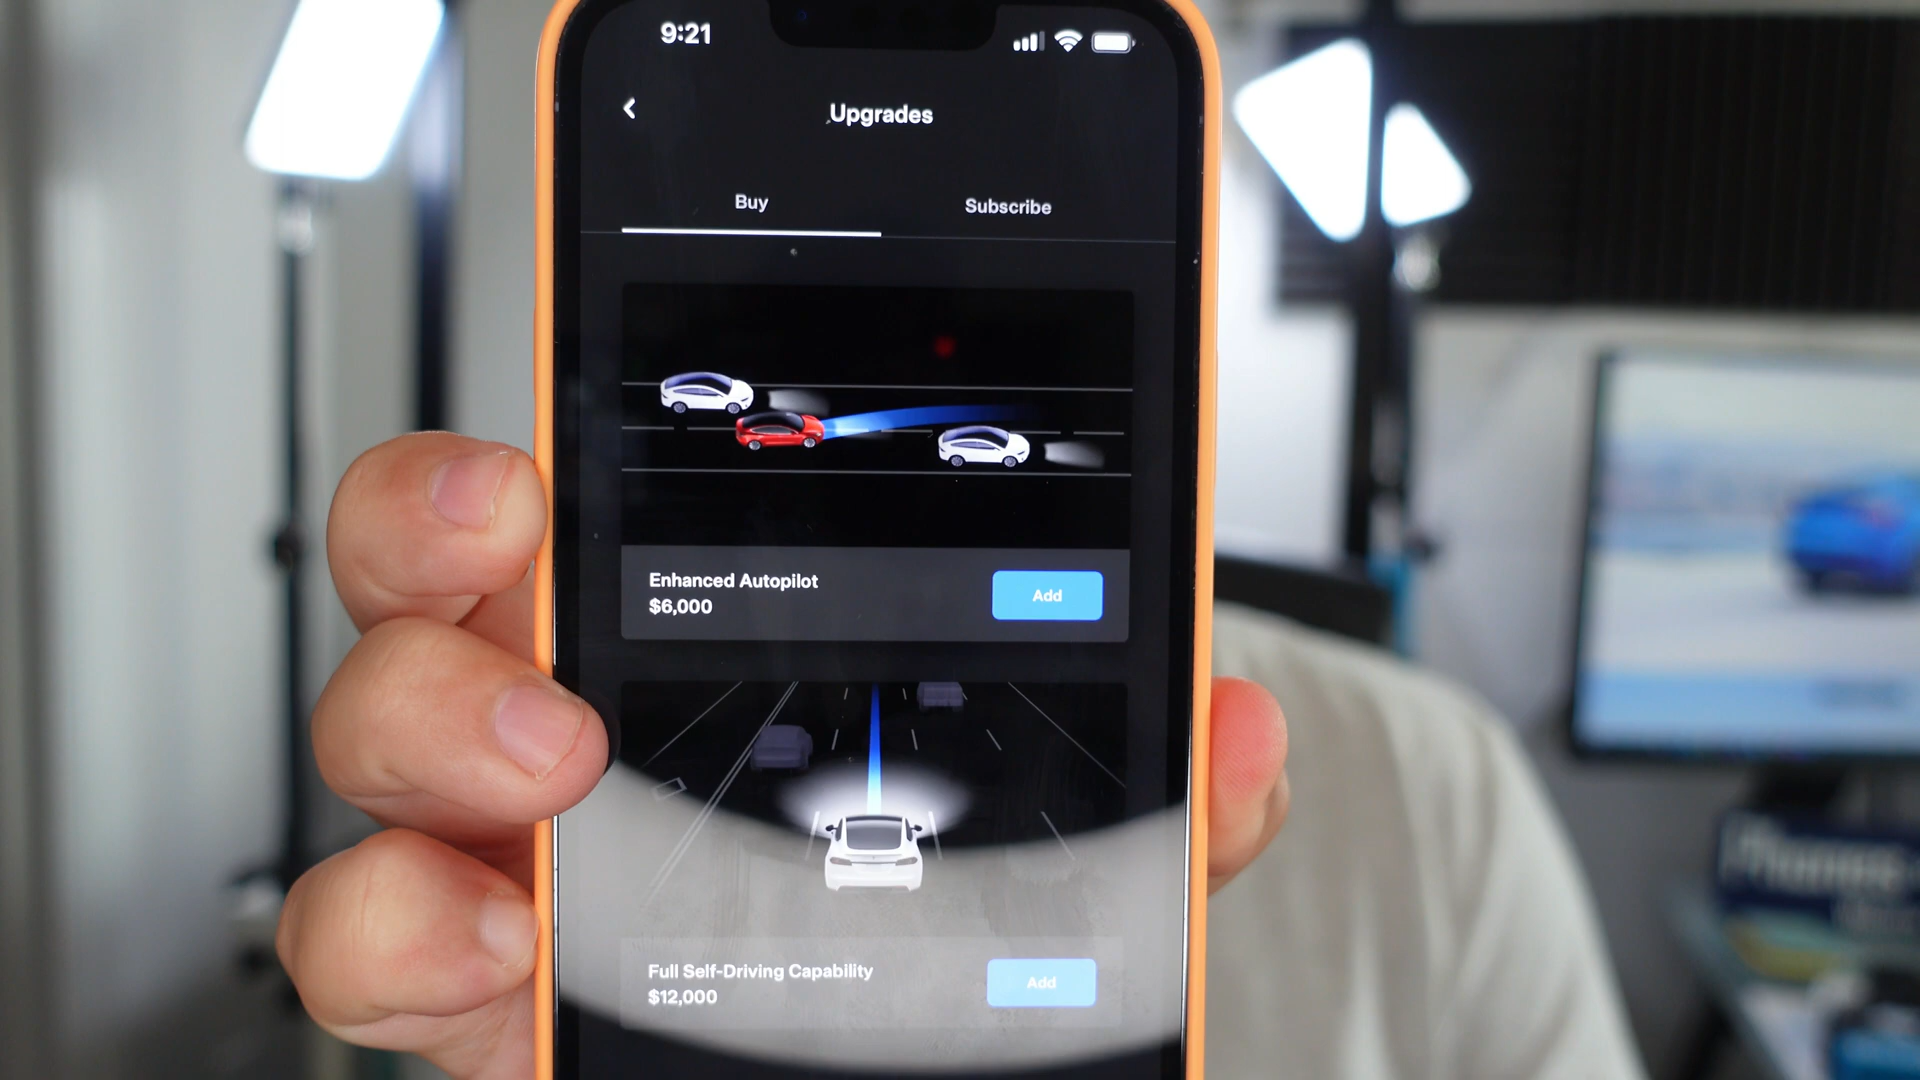 9:21
Upgrades
Buy
Subscribe
Enhanced Autopilot
$6,000
Add
Full Self-Driving Capability
$12,000
Add